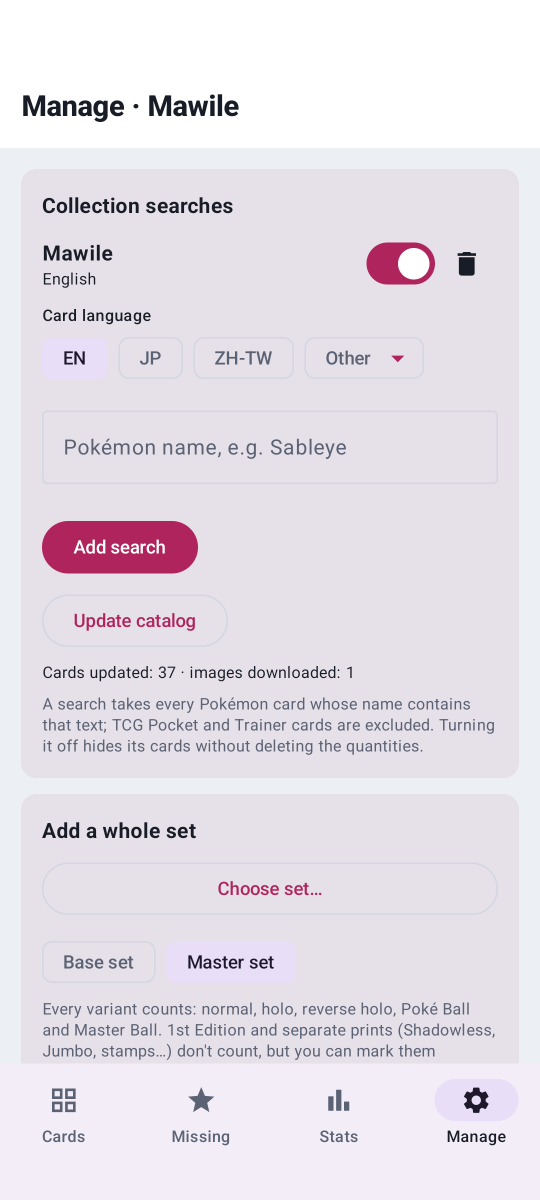 Manage · Mawile
Collection searches
Mawile
English
Card language
EN
JP
ZH-TW
Other
Pokémon name, e.g. Sableye
Add search
Update catalog
Cards updated: 37 · images downloaded: 1
A search takes every Pokémon card whose name contains
that text; TCG Pocket and Trainer cards are excluded. Turning
it off hides its cards without deleting the quantities.
Add a whole set
Choose set…
Base set
Master set
Every variant counts: normal, holo, reverse holo, Poké Ball
and Master Ball. 1st Edition and separate prints (Shadowless,
Jumbo, stamps…) don't count, but you can mark them
Cards
Missing
Stats
Manage